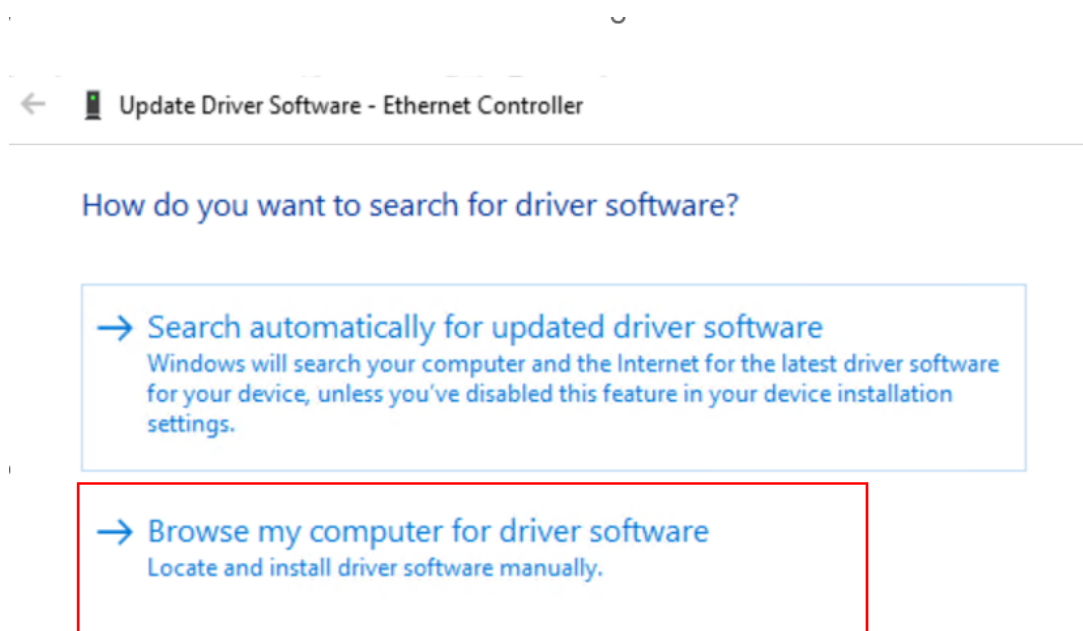 Update Driver Software - Ethernet Controller
How do you want to search for driver software?
Search automatically for updated driver software
Windows will search your computer and the Internet for the latest driver software
for your device, unless you've disabled this feature in your device installation
settings.
Browse my computer for driver software
Locate and install driver software manually.